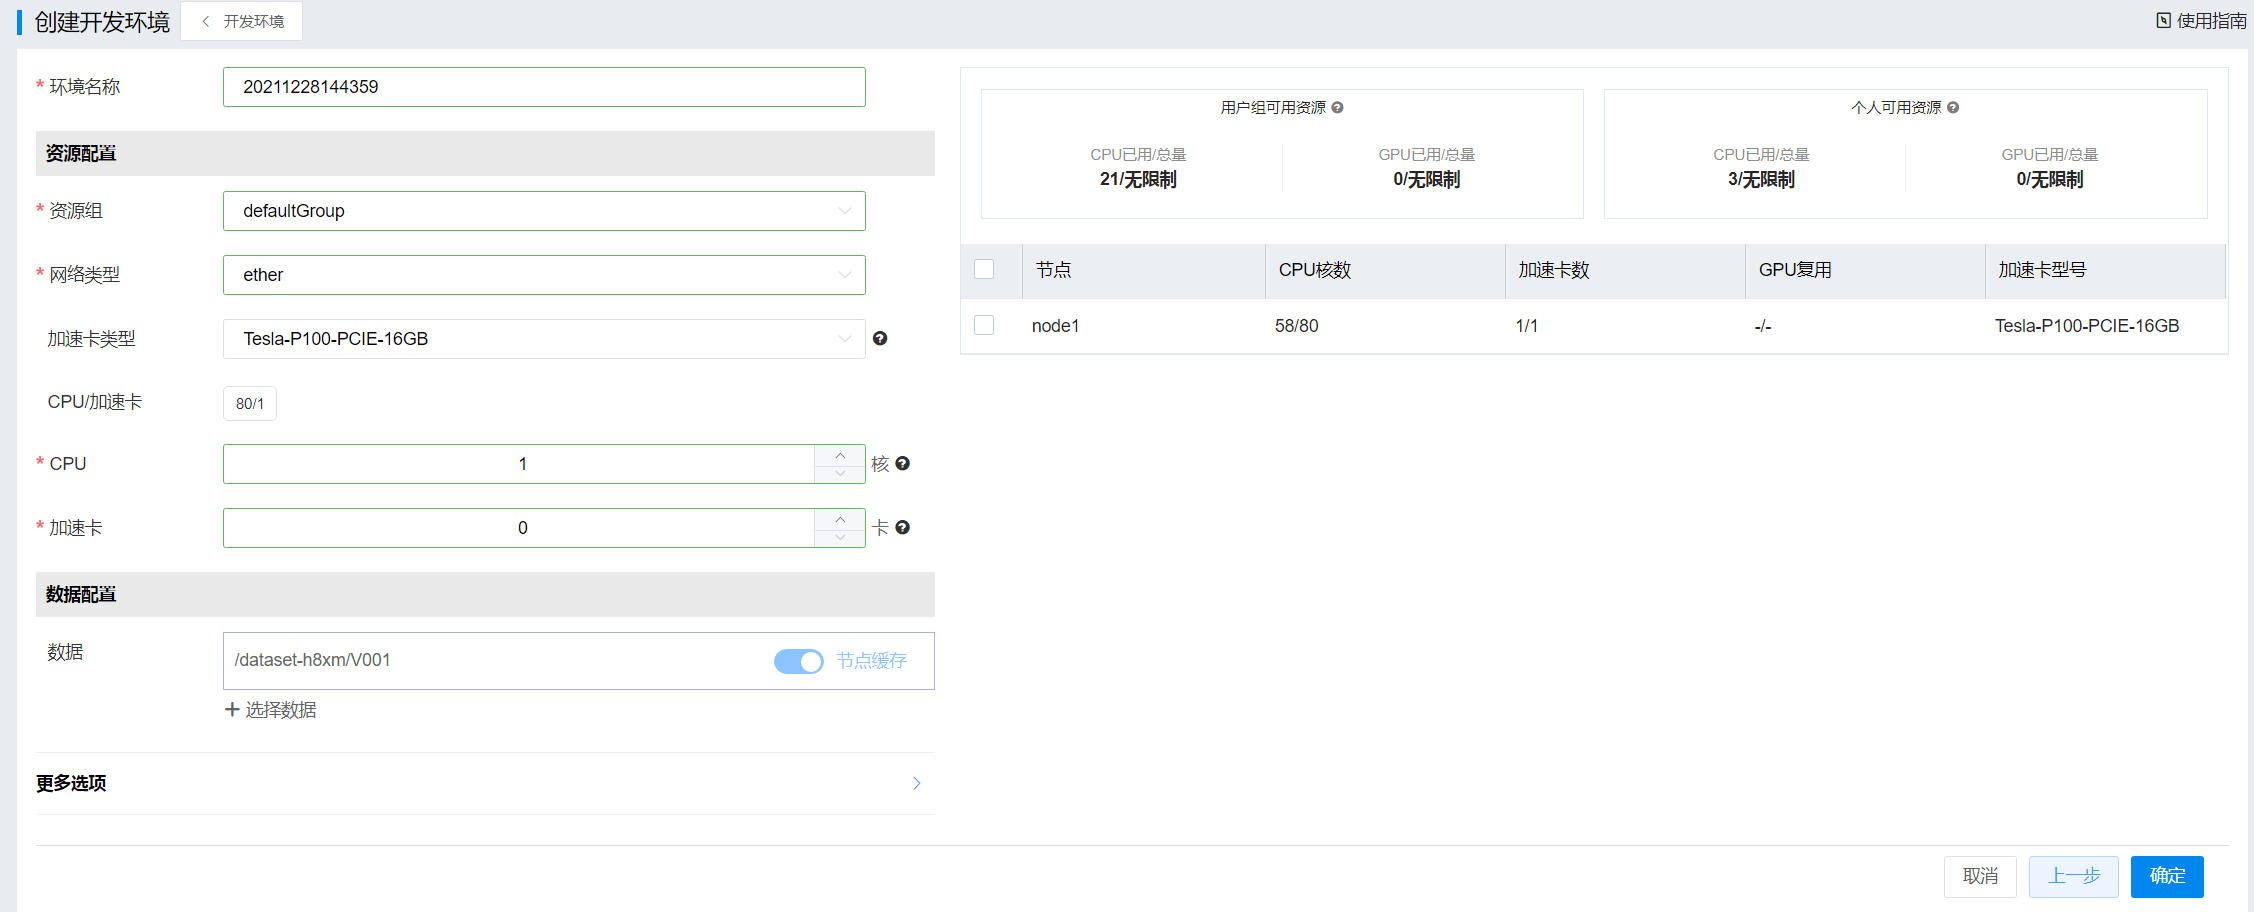 创建开发环境
开发环境
使用指南
* 环境名称
20211228144359
资源配置
* 资源组
defaultGroup
* 网络类型
ether
加速卡类型
Tesla-P100-PCIE-16GB
CPU/加速卡
80/1
* CPU
1
核
* 加速卡
0
卡
数据配置
数据
/dataset-h8xm/V001
节点缓存
+ 选择数据
更多选项
用户组可用资源
CPU已用/总量
21/无限制
GPU已用/总量
0/无限制
个人可用资源
CPU已用/总量
3/无限制
GPU已用/总量
0/无限制
节点 CPU核数 加速卡数 GPU复用 加速卡型号
node1 58/80 1/1 -/- Tesla-P100-PCIE-16GB
取消 上一步 确定